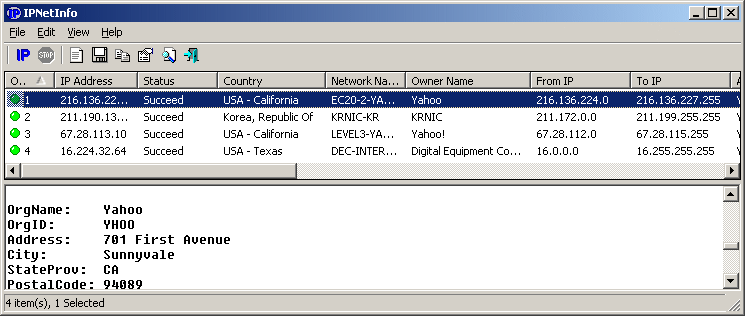 IPNetInfo
File Edit View Help
IP STOP
O.. IP Address Status Country Network Na... Owner Name From IP To IP A
1 216.136.22... Succeed USA - California EC20-2-YA... Yahoo 216.136.224.0 216.136.227.255 Y
2 211.190.13... Succeed Korea, Republic Of KRNIC-KR KRNIC 211.172.0.0 211.199.255.255 Y
3 67.28.113.10 Succeed USA - California LEVEL3-YA... Yahoo! 67.28.112.0 67.28.115.255 Y
4 16.224.32.64 Succeed USA - Texas DEC-INTER... Digital Equipment Co... 16.0.0.0 16.255.255.255 Y
OrgName: Yahoo
OrgID: YHOO
Address: 701 First Avenue
City: Sunnyvale
StateProv: CA
PostalCode: 94089
4 item(s), 1 Selected